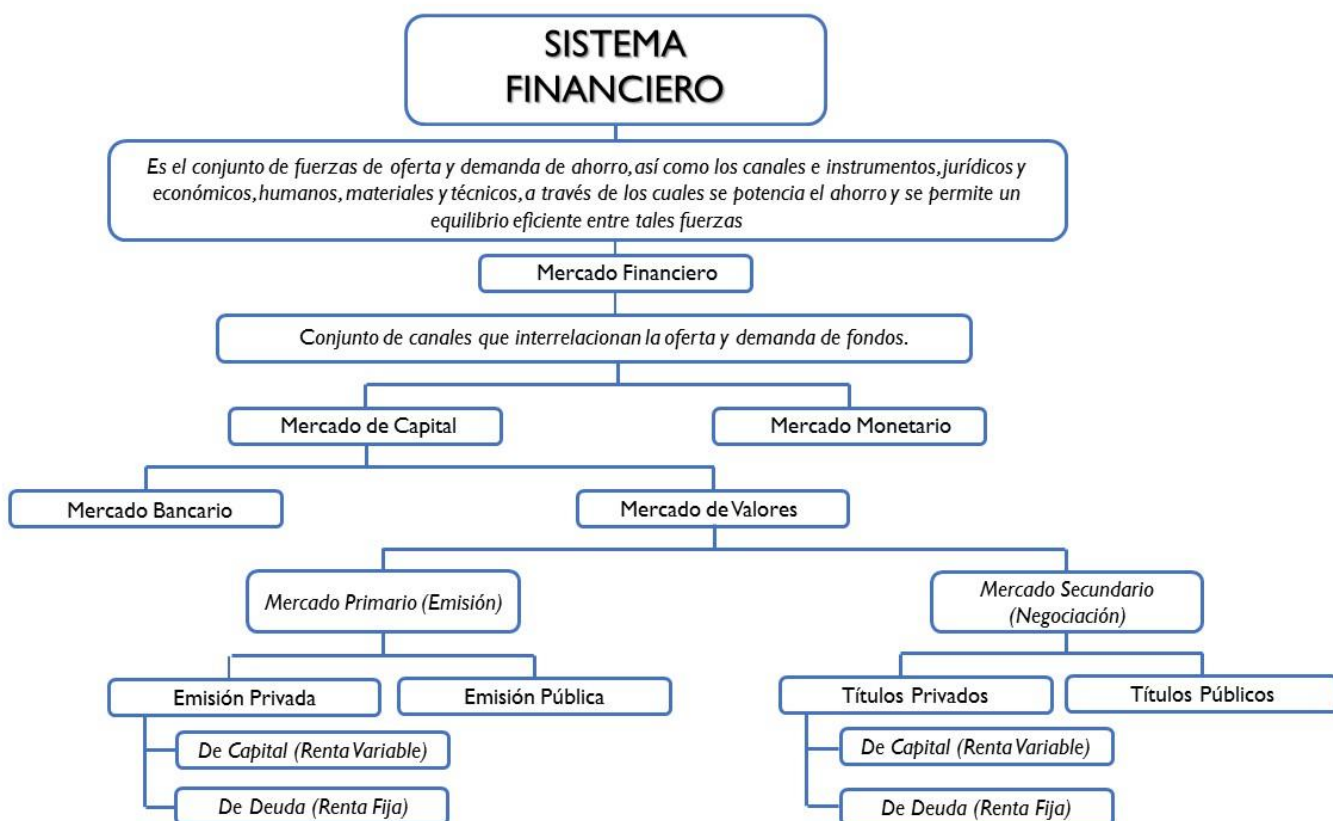 SISTEMA
FINANCIERO
Es el conjunto de fuerzas de oferta y demanda de ahorro, así como los canales e instrumentos, jurídicos y
económicos, humanos, materiales y técnicos, a través de los cuales se potencia el ahorro y se permite un
equilibrio eficiente entre tales fuerzas
Mercado Financiero
Conjunto de canales que interrelacionan la oferta y demanda de fondos.
Mercado de Capital
Mercado Monetario
Mercado Bancario
Mercado de Valores
Mercado Primario (Emisión)
Mercado Secundario
(Negociación)
Emisión Privada
Emisión Pública
Títulos Privados
Títulos Públicos
De Capital (Renta Variable)
De Capital (Renta Variable)
De Deuda (Renta Fija)
De Deuda (Renta Fija)